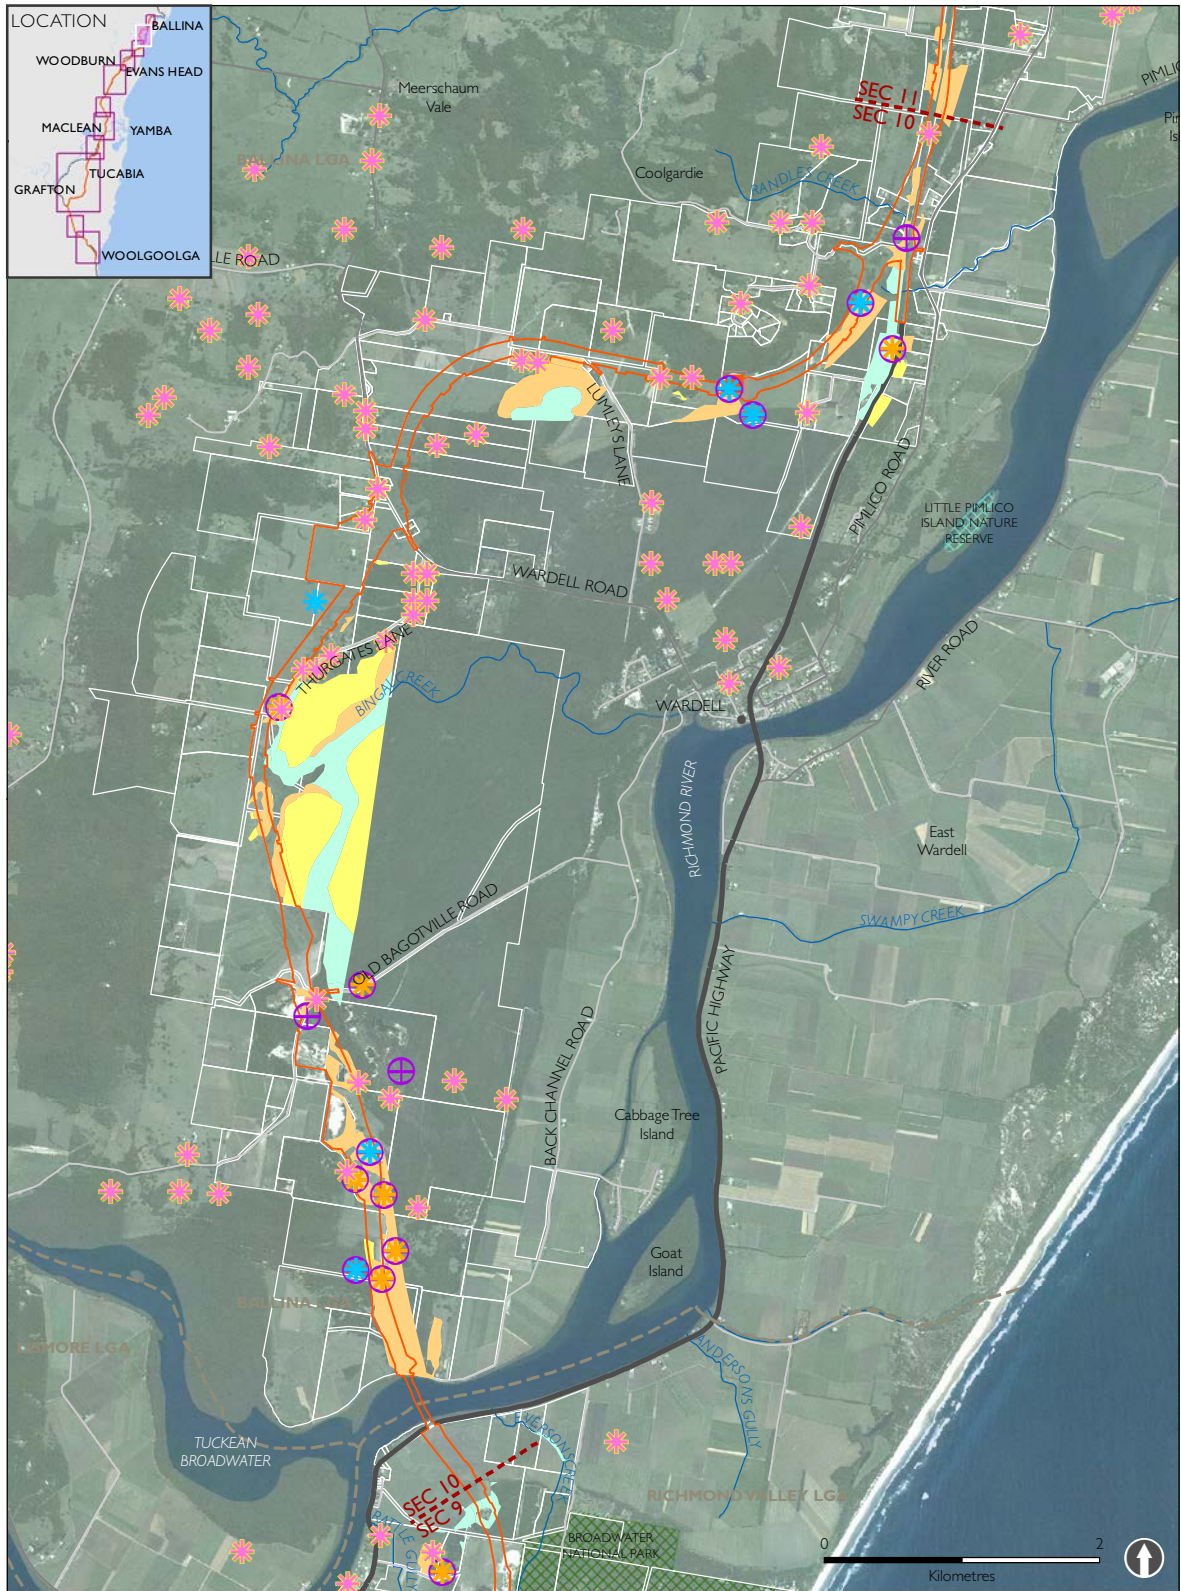 LOCATION
BALLINA
WOODBURN
EVANS HEAD
MACLEAN
YAMBA
TUCABIA
GRAFTON
WOOLGOOLGA
Meerschaum
Vale
BALLINA LGA
SEC 11
SEC 10
Coolgardie
RANDLES CREEK
LLE ROAD
LUMLEYS LANE
PIMLICO ROAD
LITTLE PIMLICO
ISLAND NATURE
RESERVE
WARDELL ROAD
THURGATES LANE
BINGAL CREEK
RIVER ROAD
WARDELL
RICHMOND RIVER
East
Wardell
SWAMPY CREEK
OLD BAGOTVILLE ROAD
PACIFIC HIGHWAY
BACK CHANNEL ROAD
Cabbage Tree
Island
Goat
Island
BALLINA
LISMORE LGA
ANDERSONS GULLY
TUCKEAN
BROADWATER
EVERSONS CREEK
SEC 10
SEC 9
RICHMOND VALLEY LGA
BROADWATER
NATIONAL PARK
0 2
Kilometres